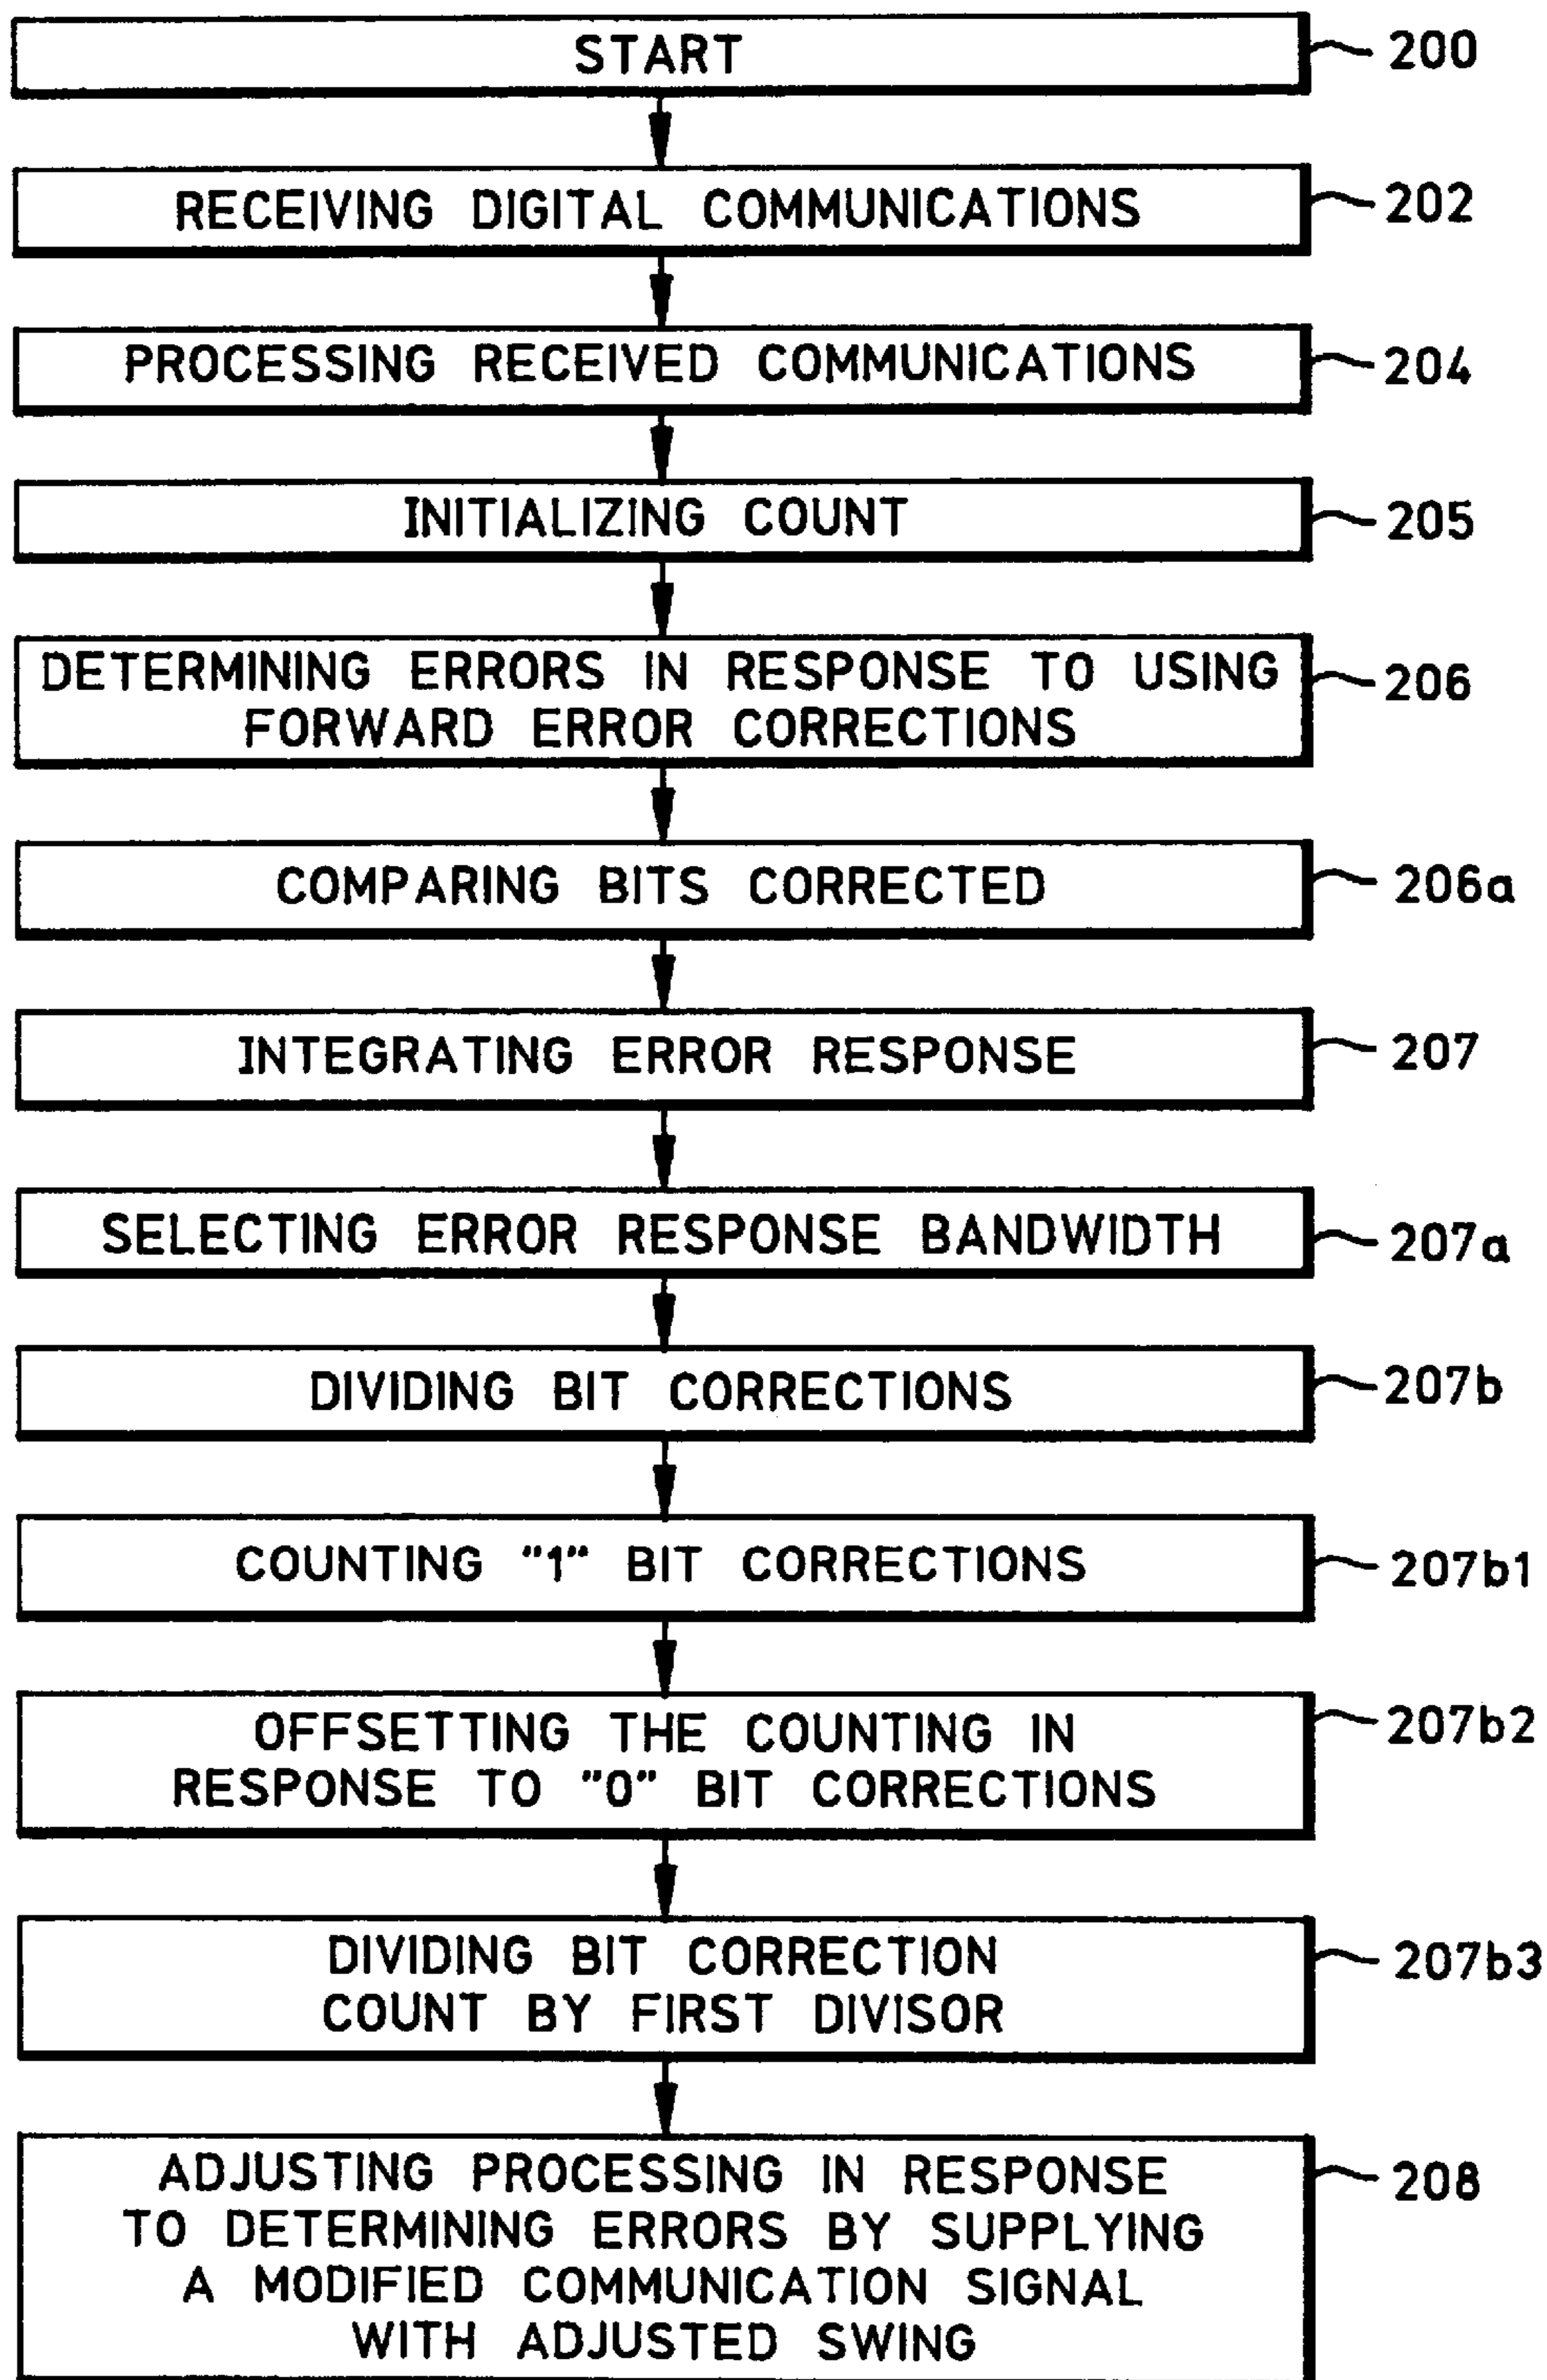 START
200
RECEIVING DIGITAL COMMUNICATIONS
202
PROCESSING RECEIVED COMMUNICATIONS
204
INITIALIZING COUNT
205
DETERMINING ERRORS IN RESPONSE TO USING
FORWARD ERROR CORRECTIONS
206
COMPARING BITS CORRECTED
206a
INTEGRATING ERROR RESPONSE
207
SELECTING ERROR RESPONSE BANDWIDTH
207a
DIVIDING BIT CORRECTIONS
207b
COUNTING "1" BIT CORRECTIONS
207b1
OFFSETTING THE COUNTING IN
RESPONSE TO "0" BIT CORRECTIONS
207b2
DIVIDING BIT CORRECTION
COUNT BY FIRST DIVISOR
207b3
ADJUSTING PROCESSING IN RESPONSE
TO DETERMINING ERRORS BY SUPPLYING
A MODIFIED COMMUNICATION SIGNAL
WITH ADJUSTED SWING
208